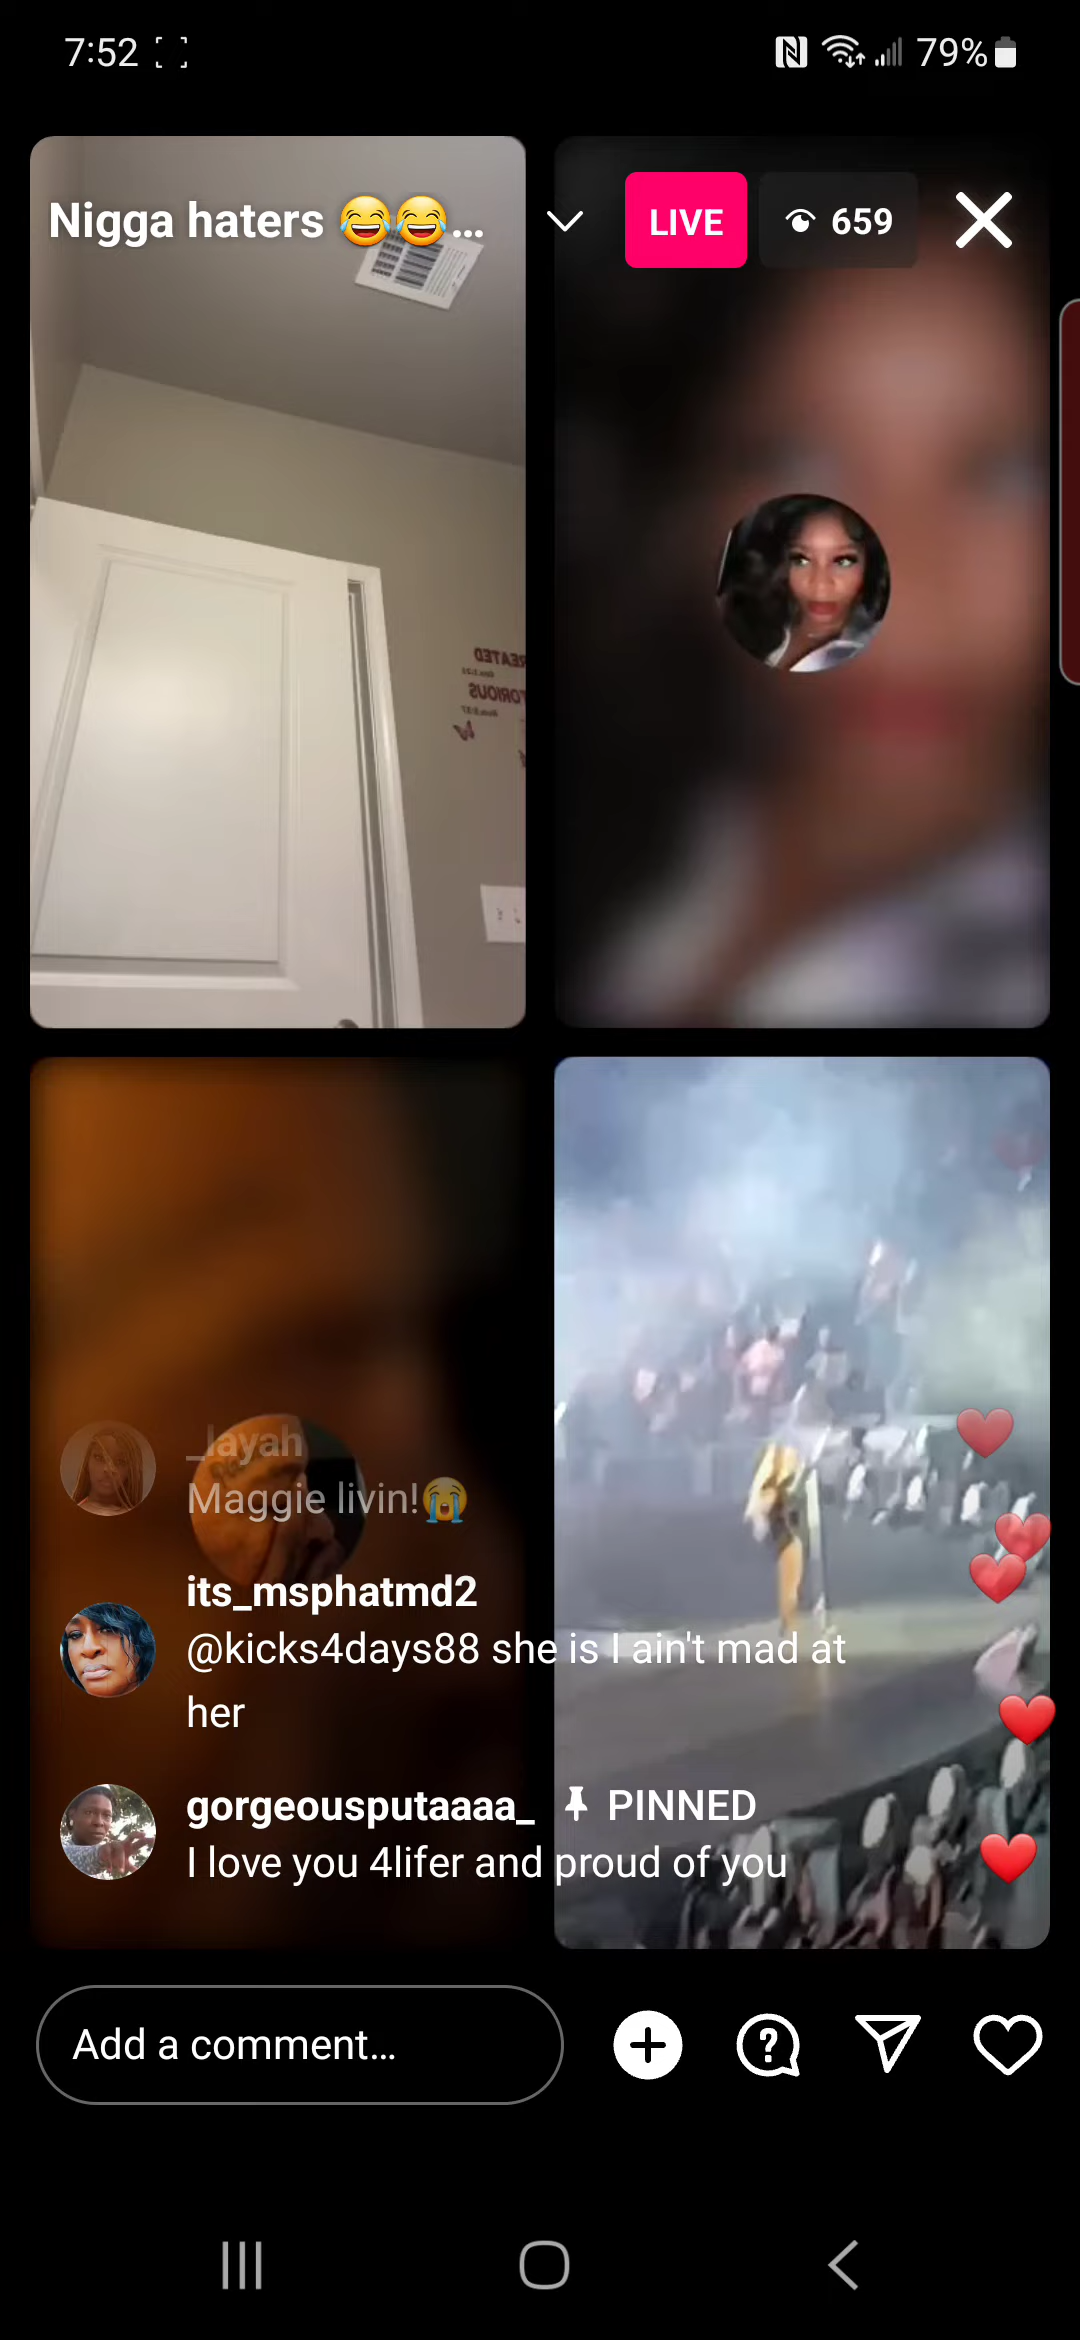 7:52 79%
Nigga haters 😂😂... LIVE 659
_layah
Maggie livin!😭
its_msphatmd2
@kicks4days88 she is I ain't mad at
her
gorgeousputaaaa_ PINNED
I love you 4lifer and proud of you
Add a comment...